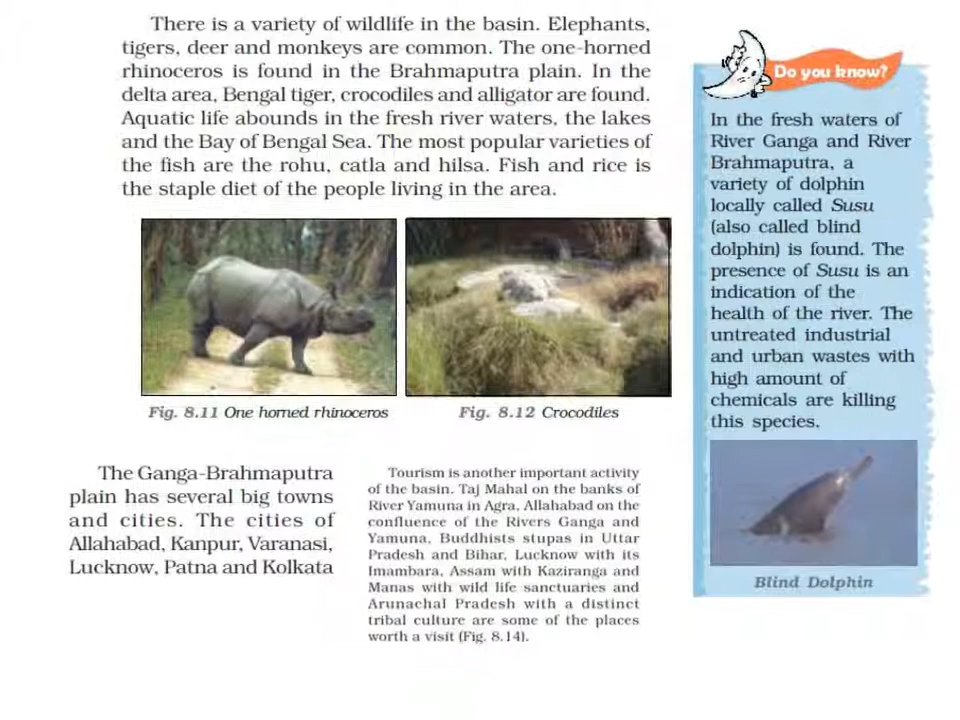 There is a variety of wildlife in the basin. Elephants,
tigers, deer and monkeys are common. The one-horned
rhinoceros is found in the Brahmaputra plain. In the
delta area, Bengal tiger, crocodiles and alligator are found.
Aquatic life abounds in the fresh river waters, the lakes
and the Bay of Bengal Sea. The most popular varieties of
the fish are the rohu, catla and hilsa. Fish and rice is
the staple diet of the people living in the area.
Fig. 8.11 One horned rhinoceros
Fig. 8.12 Crocodiles
The Ganga-Brahmaputra
plain has several big towns
and cities. The cities of
Allahabad, Kanpur, Varanasi,
Lucknow, Patna and Kolkata
Tourism is another important activity
of the basin. Taj Mahal on the banks of
River Yamuna in Agra, Allahabad on the
confluence of the Rivers Ganga and
Yamuna, Buddhists stupas in Uttar
Pradesh and Bihar, Lucknow with its
Imambara, Assam with Kaziranga and
Manas with wild life sanctuaries and
Arunachal Pradesh with a distinct
tribal culture are some of the places
worth a visit (Fig. 8.14).
Do you know?
In the fresh waters of
River Ganga and River
Brahmaputra, a
variety of dolphin
locally called Susu
(also called blind
dolphin) is found. The
presence of Susu is an
indication of the
health of the river. The
untreated industrial
and urban wastes with
high amount of
chemicals are killing
this species.
Blind Dolphin